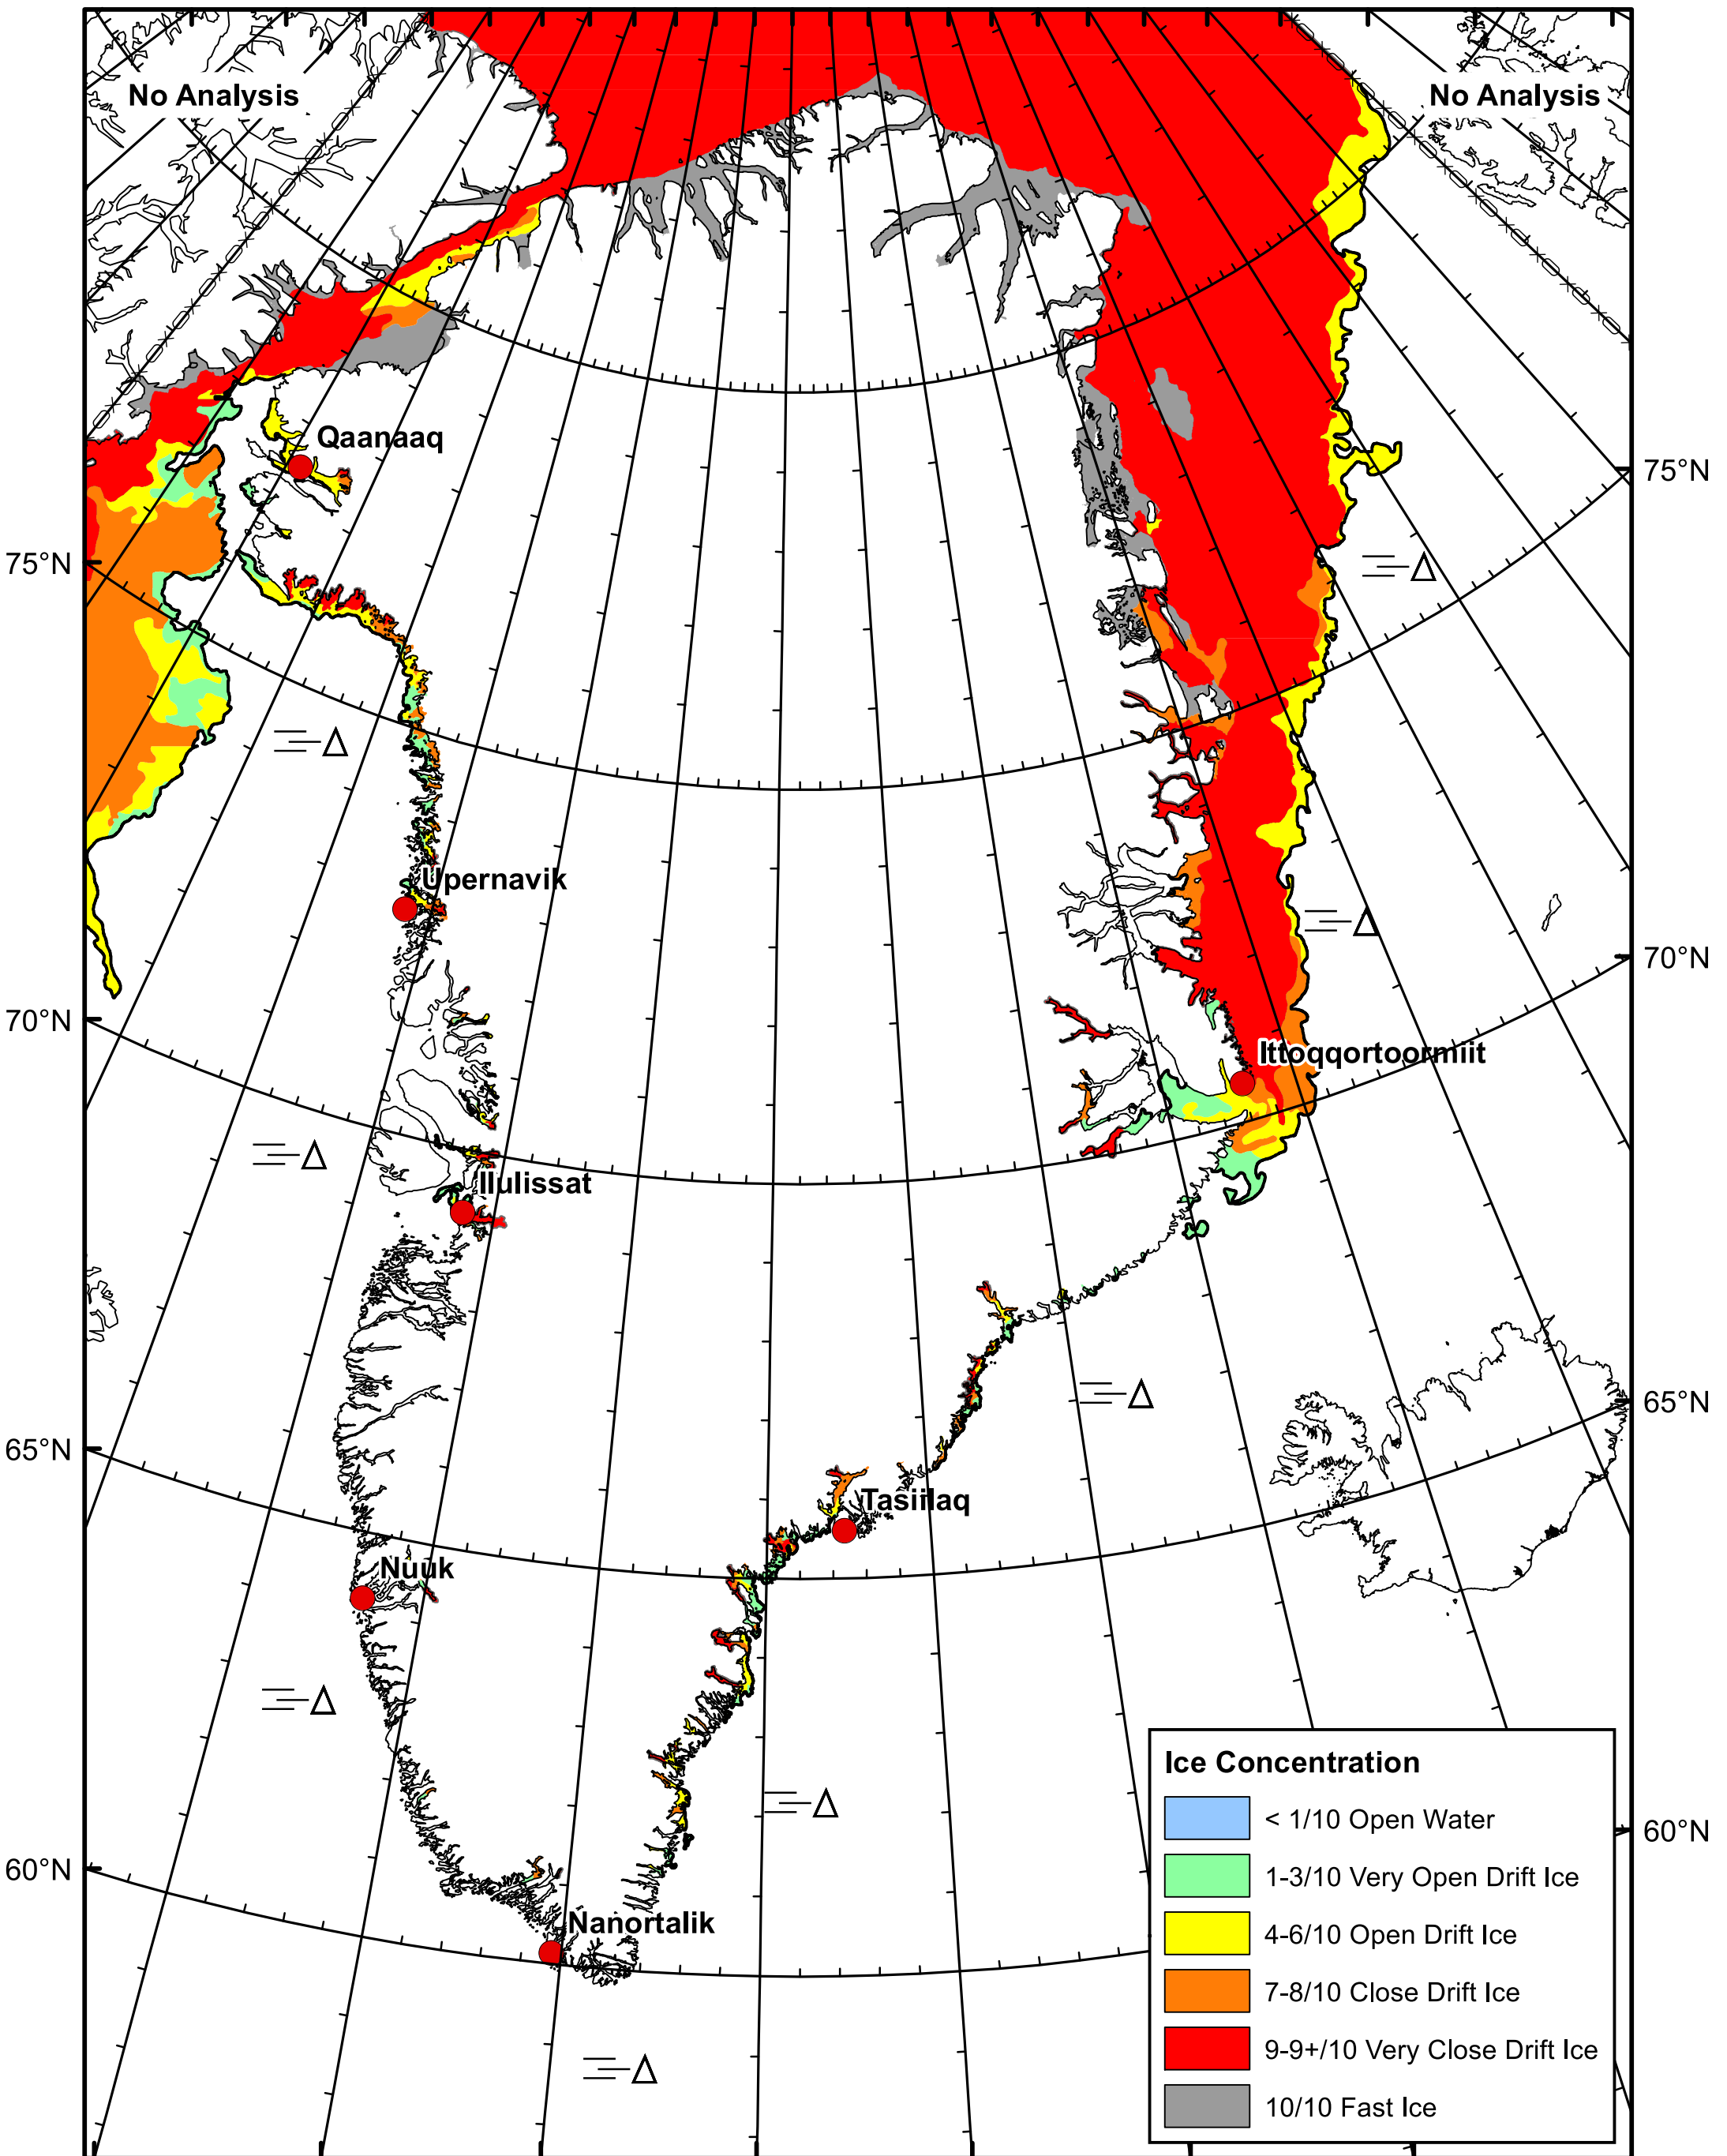 No Analysis
No Analysis
Qaanaaq
75°N
75°N
Upernavik
70°N
70°N
Ittoqqortoormiit
Ilulissat
65°N
65°N
Tasiilaq
Nuuk
Ice Concentration
< 1/10 Open Water
60°N
60°N
1-3/10 Very Open Drift Ice
Nanortalik
4-6/10 Open Drift Ice
7-8/10 Close Drift Ice
9-9+/10 Very Close Drift Ice
10/10 Fast Ice